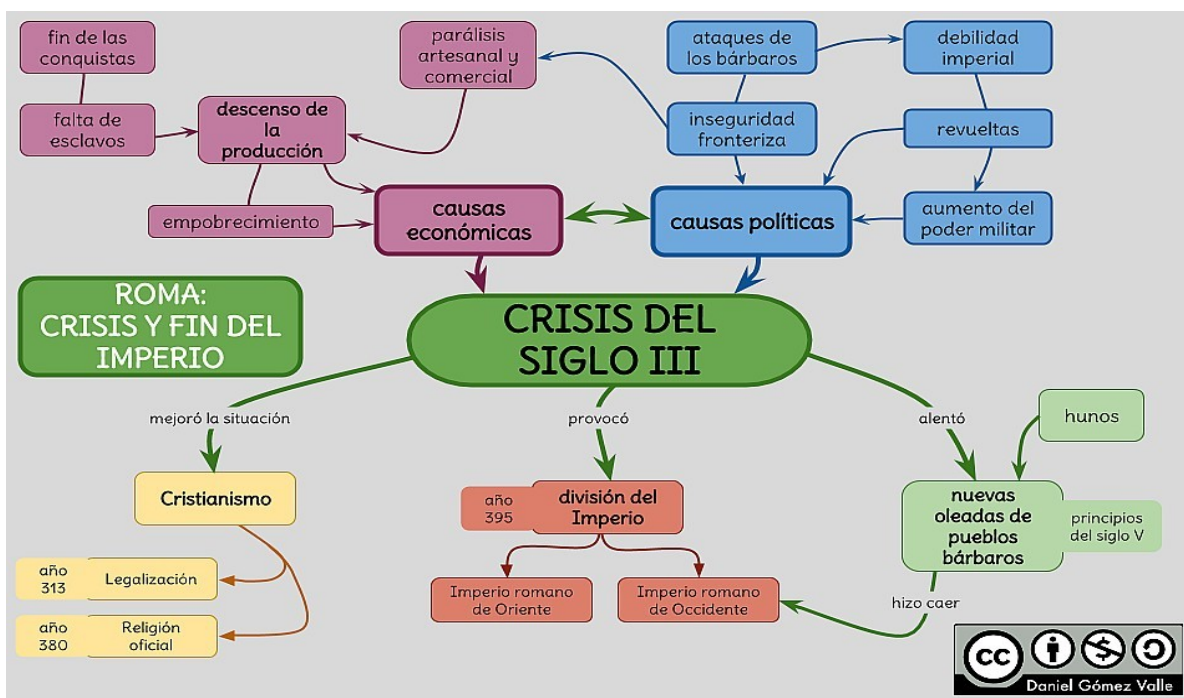 fin de las
conquistas
parálisis
artesanal y
comercial
ataques de
los bárbaros
debilidad
imperial
falta de
esclavos
descenso de
la
producción
inseguridad
fronteriza
revueltas
empobrecimiento
causas
económicas
causas políticas
aumento del
poder militar
ROMA:
CRISIS Y FIN DEL
IMPERIO
CRISIS DEL
SIGLO III
mejoró la situación
provocó
alentó
hunos
Cristianismo
año
395
división del
Imperio
nuevas
oleadas de
pueblos
bárbaros
principios
del siglo V
año
313
Legalización
Imperio romano
de Oriente
Imperio romano
de Occidente
hizo caer
año
380
Religión
oficial
cc
Daniel Gómez Valle